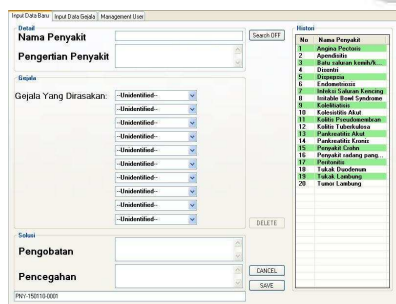 Input Data Baru Input Data Gejala Management User
Detail
Nama Penyakit
Search OFF
Pengertian Penyakit
Gejala
Gejala Yang Dirasakan:
--Unidentified--
--Unidentified--
--Unidentified--
--Unidentified--
--Unidentified--
--Unidentified--
--Unidentified--
--Unidentified--
--Unidentified--
--Unidentified--
DELETE
Solusi
Pengobatan
Pencegahan
CANCEL
SAVE
PNY-150110-0001
Histori
No Nama Penyakit
1 Angina Pectoris
2 Apendisitis
3 Batu saluran kemih/k...
4 Disentri
5 Dispepsia
6 Endometriosis
7 Infeksi Saluran Kencing
8 Irritable Bowl Syndrome
9 Kolelitiatisis
10 Kolesistitis Akut
11 Kolitis Pseudomembran
12 Kolitis Tuberkulosa
13 Pankreatitis Akut
14 Pankreatitis Kronis
15 Penyakit Crohn
16 Penyakit radang pang...
17 Peritonitis
18 Tukak Duodenum
19 Tukak Lambung
20 Tumor Lambung